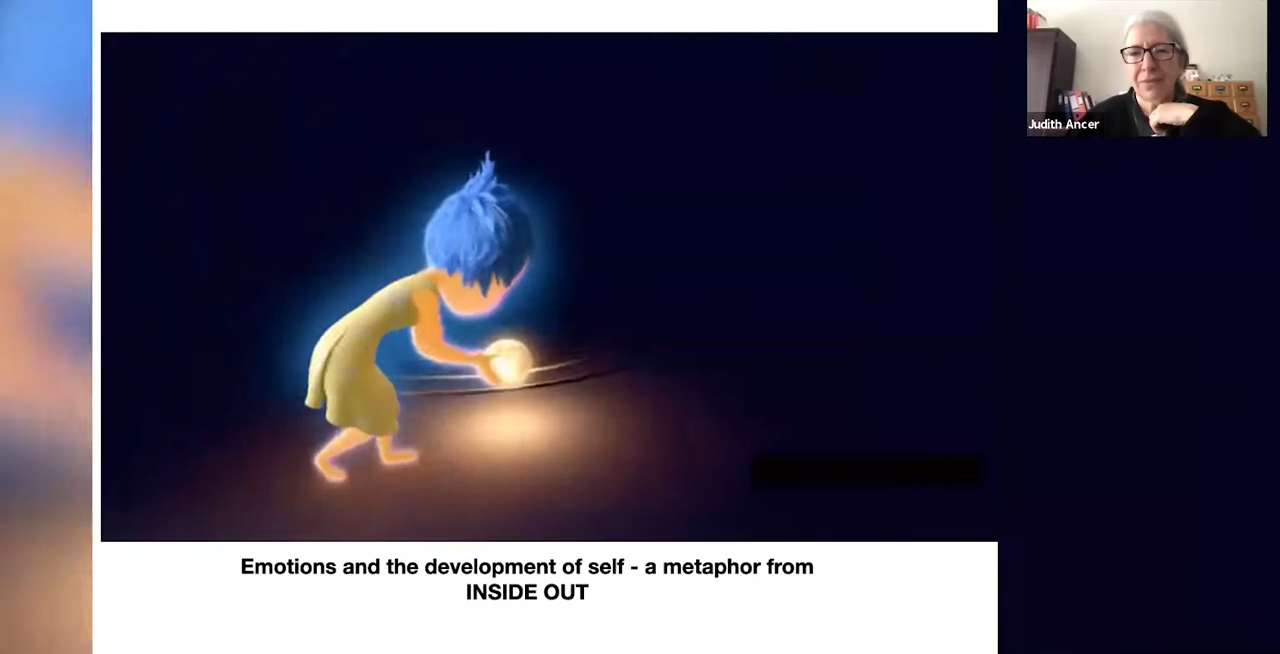 Judith Ancer
Emotions and the development of self - a metaphor from
INSIDE OUT